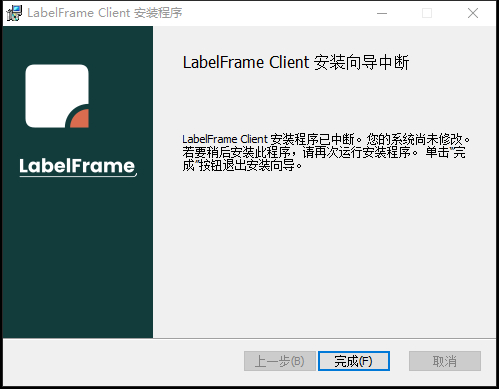 LabelFrame Client 安装程序
LabelFrame Client 安装向导中断
LabelFrame
LabelFrame Client 安装程序已中断。您的系统尚未修改。
若要稍后安装此程序，请再次运行安装程序。 单击"完
成"按钮退出安装向导。
上一步(B)
完成(F)
取消